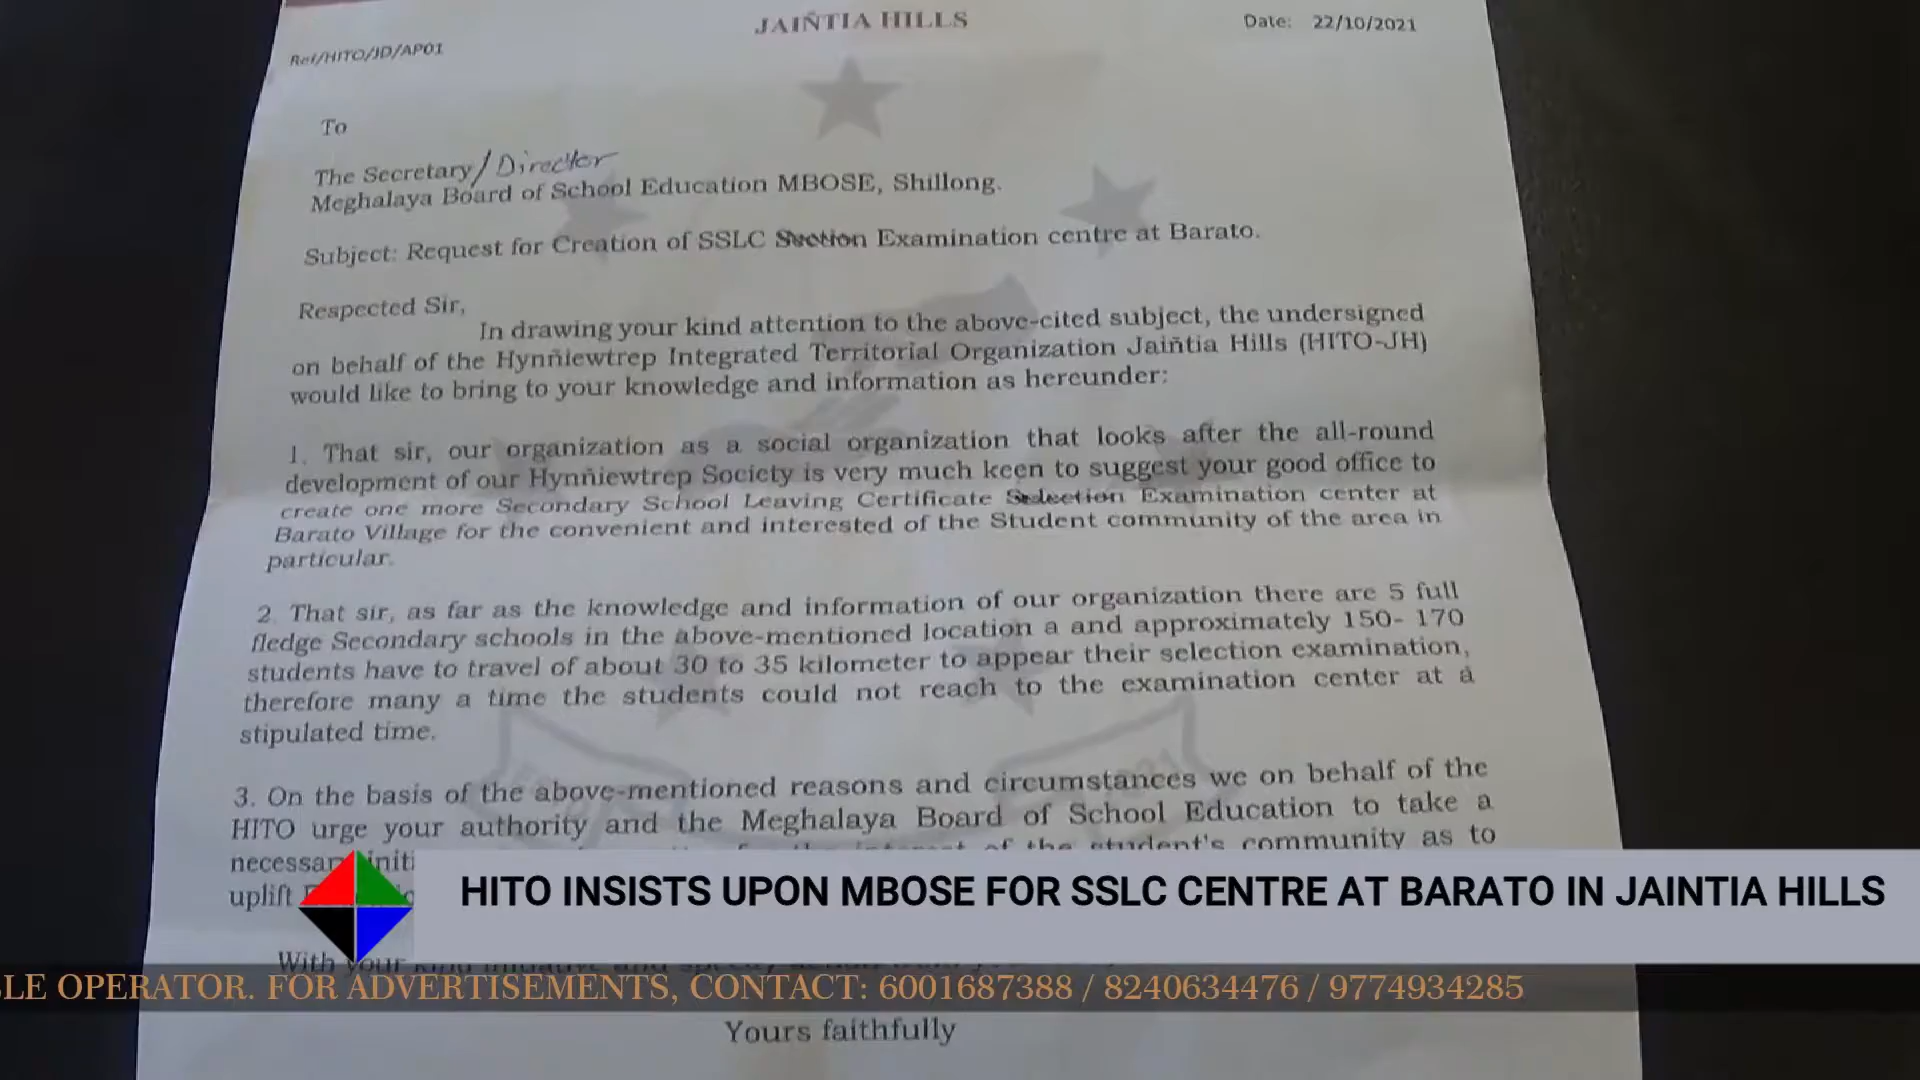 JAIÑTIA HILLS
Date: 22/10/2021
Ref/HITO/JD/AP01
To
The Secretary/Director
Meghalaya Board of School Education MBOSE, Shillong.
Subject: Request for Creation of SSLC Examination centre at Barato.
Respected Sir,
In drawing your kind attention to the above-cited subject, the undersigned
on behalf of the Hynñiewtrep Integrated Territorial Organization Jaiñtia Hills (HITO-JH)
would like to bring to your knowledge and information as hereunder:
1. That sir, our organization as a social organization that looks after the all-round
development of our Hynñiewtrep Society is very much keen to suggest your good office to
create one more Secondary School Leaving Certificate Selection Examination center at
Barato Village for the convenient and interested of the Student community of the area in
particular.
2. That sir, as far as the knowledge and information of our organization there are 5 full
fledge Secondary schools in the above-mentioned location a and approximately 150- 170
students have to travel of about 30 to 35 kilometer to appear their selection examination,
therefore many a time the students could not reach to the examination center at a
stipulated time.
3. On the basis of the above-mentioned reasons and circumstances we on behalf of the
HITO urge your authority and the Meghalaya Board of School Education to take a
of the student's community as to
uplift
HITO INSISTS UPON MBOSE FOR SSLC CENTRE AT BARATO IN JAINTIA HILLS
With your
LE OPERATOR. FOR ADVERTISEMENTS, CONTACT: 6001687388 / 8240634476 / 9774934285
Yours faithfully